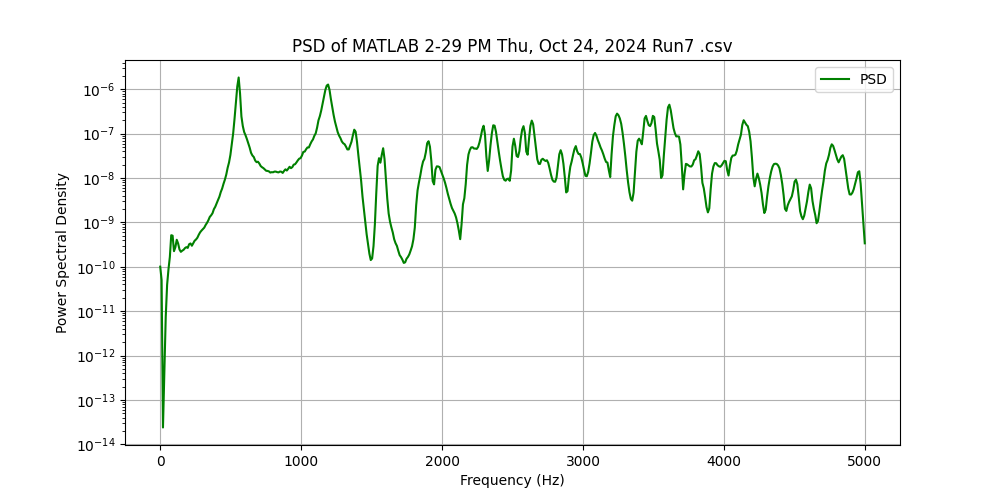 PSD of MATLAB 2-29 PM Thu, Oct 24, 2024 Run7 .csv
PSD
Power Spectral Density
10⁻⁶
10⁻⁷
10⁻⁸
10⁻⁹
10⁻¹⁰
10⁻¹¹
10⁻¹²
10⁻¹³
10⁻¹⁴
0 1000 2000 3000 4000 5000
Frequency (Hz)